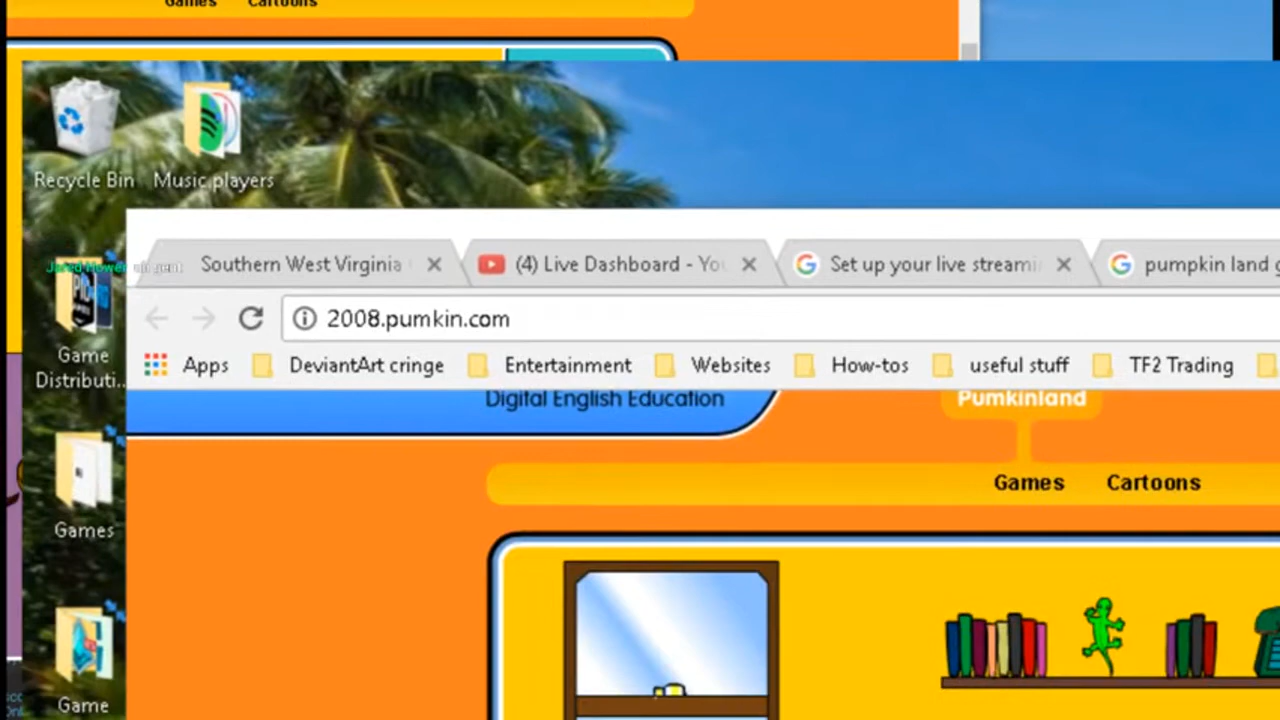 Games Cartoons
Recycle Bin Music players
Southern West Virginia (4) Live Dashboard - You Set up your live streami pumpkin land g
2008.pumkin.com
Apps DeviantArt cringe Entertainment Websites How-tos useful stuff TF2 Trading
Game
Distributi...
Digital English Education Pumkinland
Games Cartoons
Games
Game